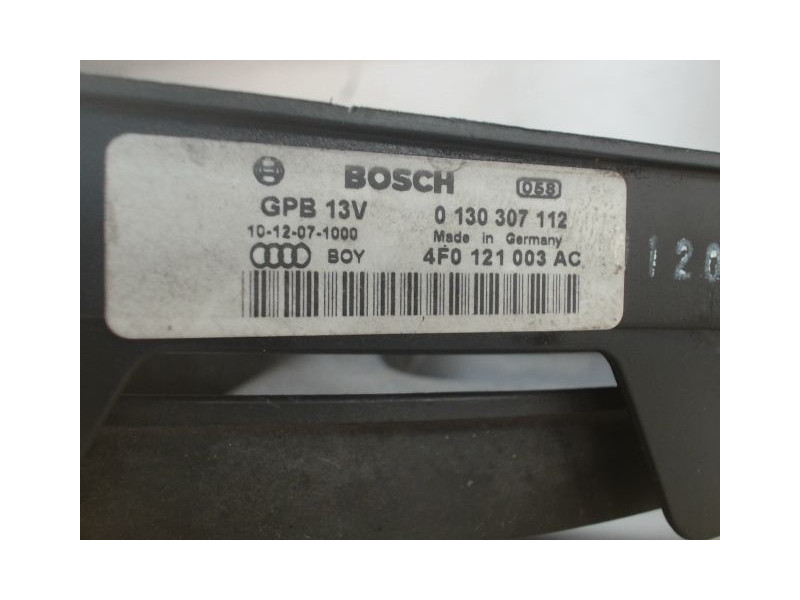 BOSCH 058
GPB 13V 0 130 307 112
10-12-07-1000 Made in Germany
BOY 4F0 121 003 AC
120